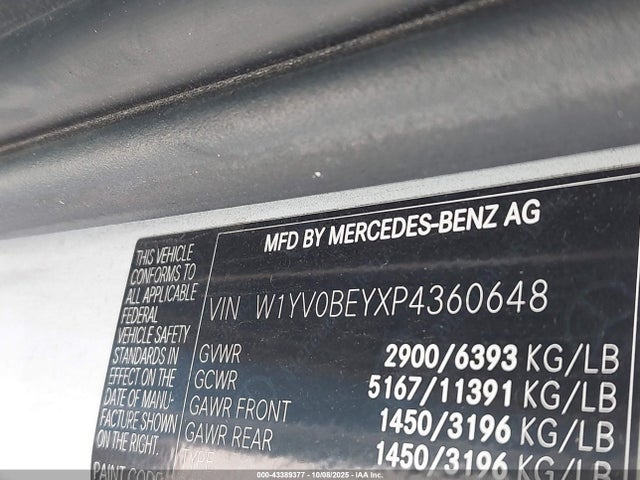 MFD BY MERCEDES-BENZ AG
THIS VEHICLE
CONFORMS TO
ALL APPLICABLE
FEDERAL
VEHICLE SAFETY
STANDARDS IN
EFFECT ON THE
DATE OF MANU-
FACTURE SHOWN
ON THE RIGHT.
VIN W1YV0BEYXP4360648
GVWR 2900/6393 KG/LB
GCWR 5167/11391 KG/LB
GAWR FRONT 1450/3196 KG/LB
GAWR REAR 1450/3196 KG/LB
TYPE
PAINT CODE
000-43389377 | 10/08/2025 - IAA Inc.